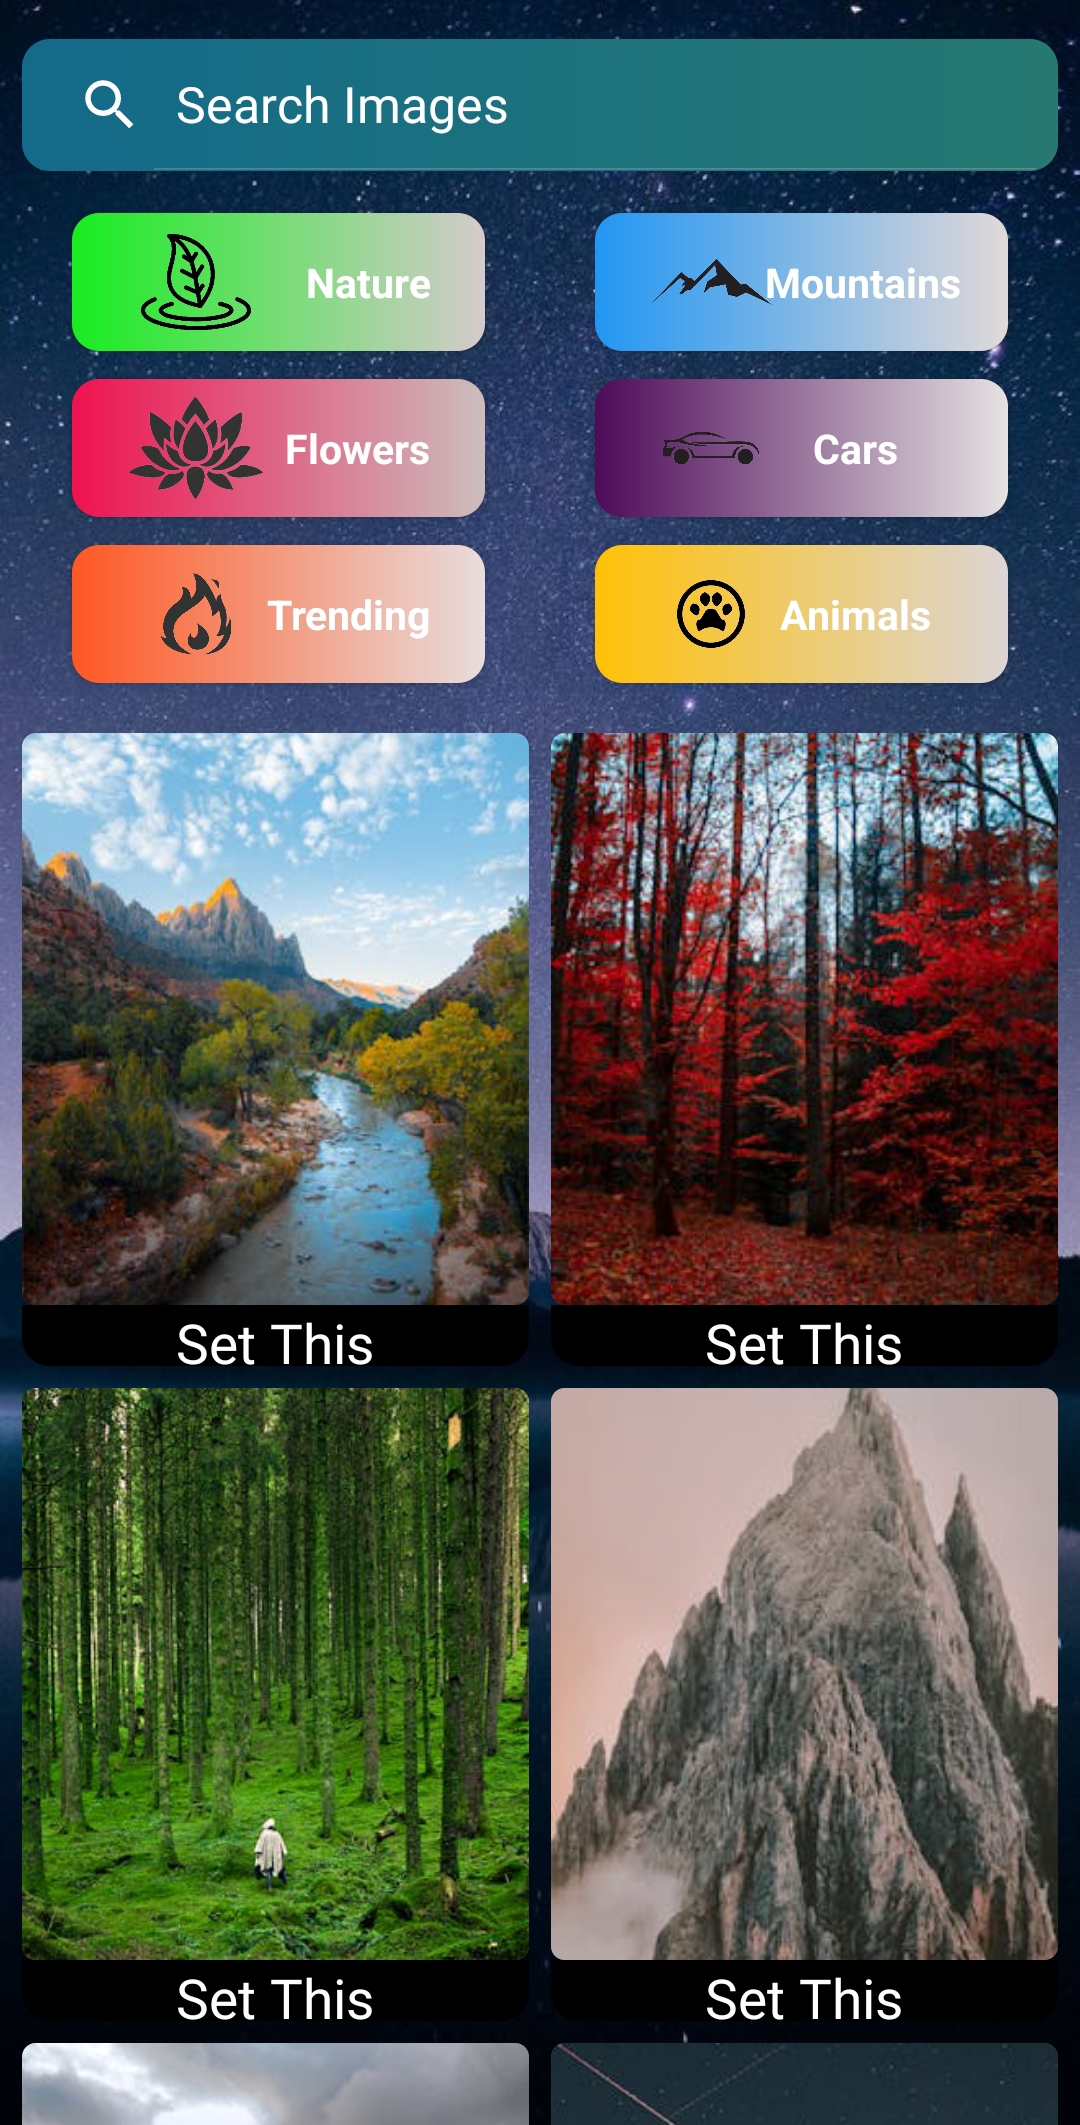 Search Images
Nature
Mountains
Flowers
Cars
Trending
Animals
Set This
Set This
Set This
Set This